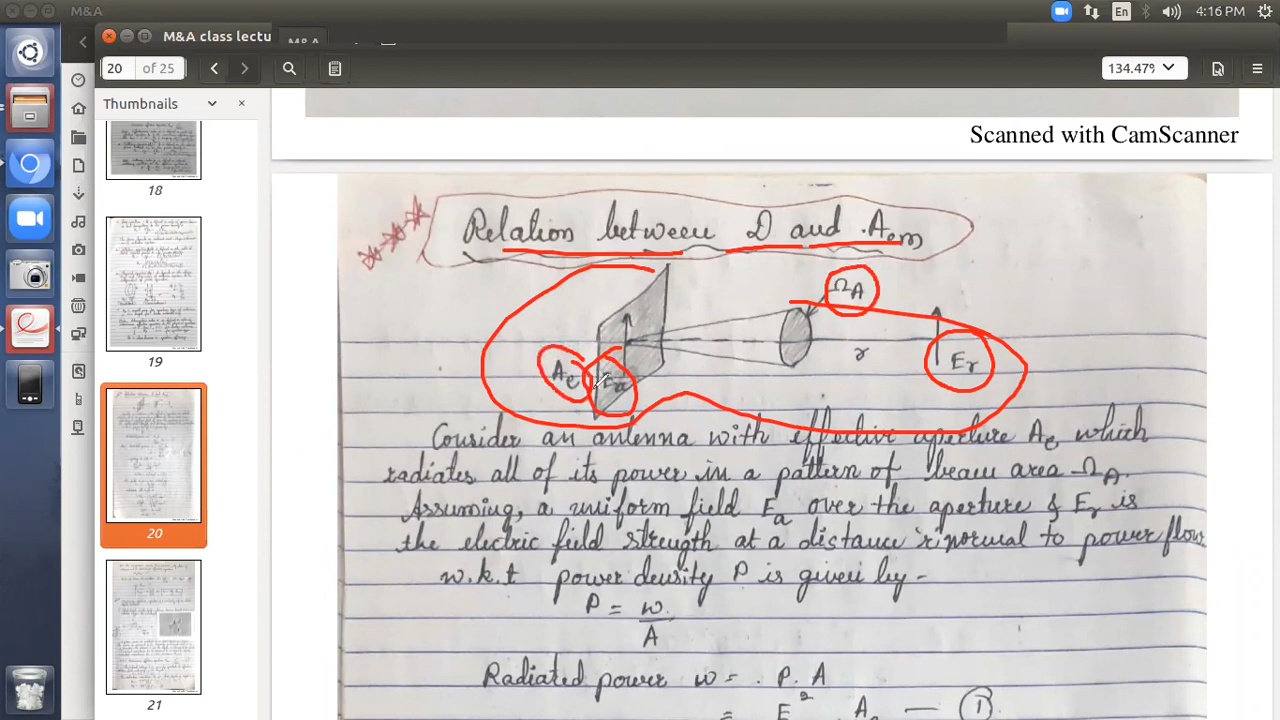 M&A
En
4:16 PM
M&A class lectu
M&A
20 of 25
134.47%
Thumbnails
18
19
20
21
Scanned with CamScanner
Relation between D and Aem
ΩA
r
Er
Ae
Ea
Consider an antenna with effective aperture Ae which
radiates all of its power in a pattern of beam area ΩA.
Assuming, a uniform field Ea over the aperture & Er is
the electric field strength at a distance 'r' normal to power flow
w.k.t power density P is given by -
P = w
A
Radiated power w = P. A
= E² Ae — ①